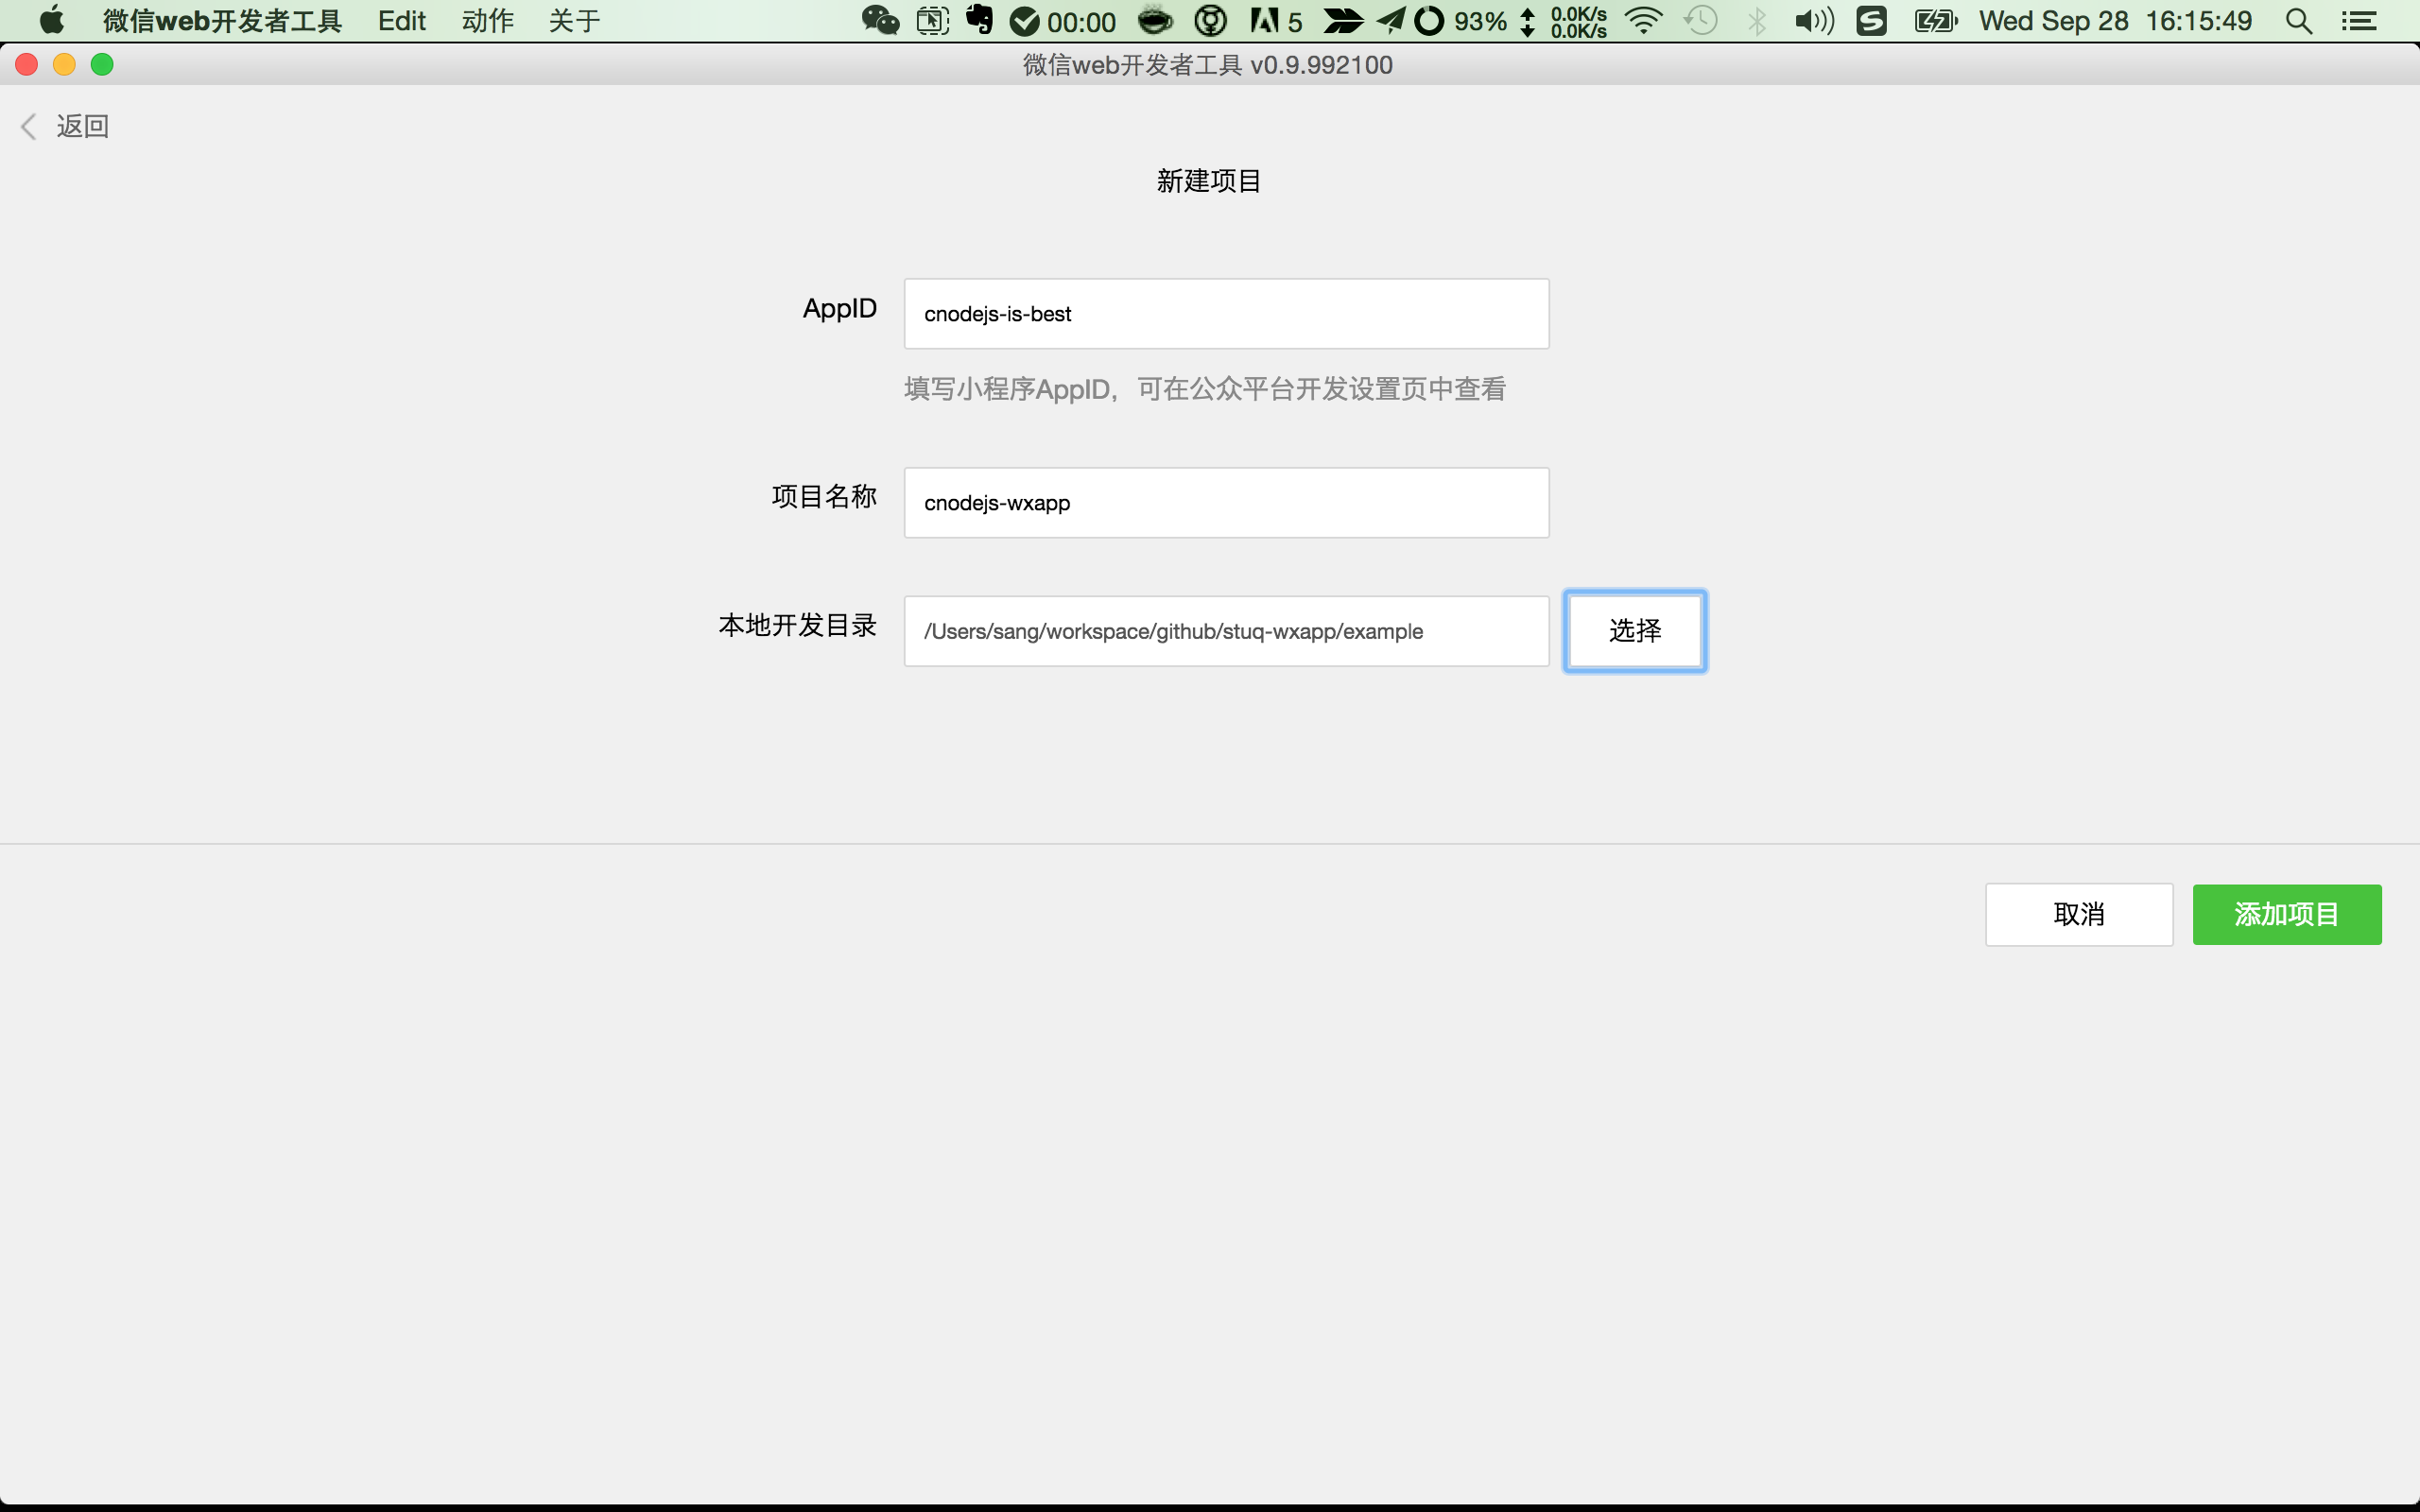 微信web开发者工具 Edit 动作 关于 00:00 5 93% 0.0K/s Wed Sep 28 16:15:49
0.0K/s
微信web开发者工具 v0.9.992100
返回
新建项目
AppID cnodejs-is-best
填写小程序AppID，可在公众平台开发设置页中查看
项目名称 cnodejs-wxapp
本地开发目录 /Users/sang/workspace/github/stuq-wxapp/example 选择
取消 添加项目